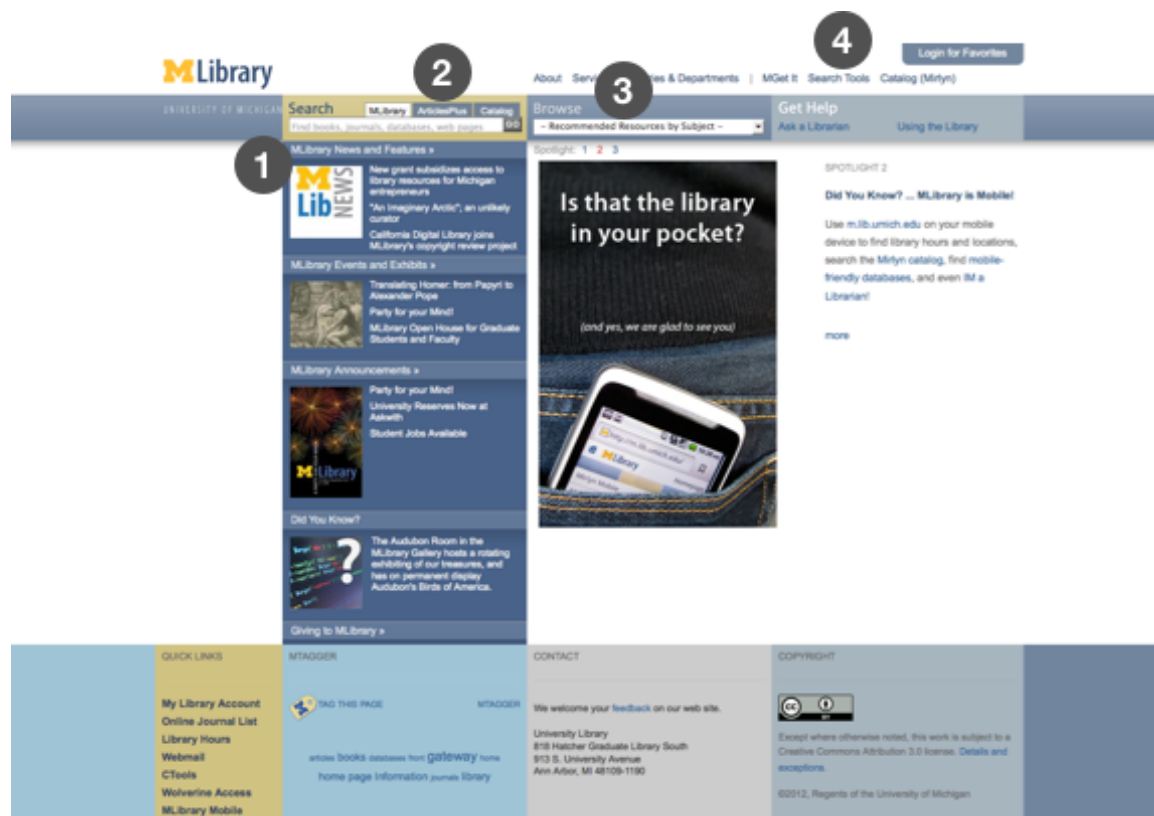 MLibrary
2
4
Login for Favorites
About Servi ies & Departments | MGet It Search Tools Catalog (Mirlyn)
3
UNIVERSITY OF MICHIGAN
Search MLibrary ArticlesPlus Catalog
Find books, journals, databases, web pages GO
Browse
-- Recommended Resources by Subject --
Get Help
Ask a Librarian Using the Library
1
MLibrary News and Features »
M
Lib NEWS
New grant subsidizes access to
library resources for Michigan
entrepreneurs
"An Imaginary Arctic", an unlikely
curator
California Digital Library joins
MLibrary's copyright review project
MLibrary Events and Exhibits »
Translating Homer: from Papyri to
Alexander Pope
Party for your Mind!
MLibrary Open House for Graduate
Students and Faculty
MLibrary Announcements »
Party for your Mind!
University Reserves Now at
Askwith
Student Jobs Available
MLibrary
Did You Know?
?
The Audubon Room in the
MLibrary Gallery hosts a rotating
exhibiting of our treasures, and
has on permanent display
Audubon's Birds of America.
Giving to MLibrary »
Spotlight: 1 2 3
Is that the library
in your pocket?
(and yes, we are glad to see you)
http://m.lib.umich.edu/
MLibrary
Mirlyn Mobile
SPOTLIGHT 2
Did You Know? ... MLibrary is Mobile!
Use m.lib.umich.edu on your mobile
device to find library hours and locations,
search the Mirlyn catalog, find mobile-
friendly databases, and even IM a
Librarian!
more
QUICK LINKS
My Library Account
Online Journal List
Library Hours
Webmail
CTools
Wolverine Access
MLibrary Mobile
MTAGGER
TAG THIS PAGE MTAGGER
articles books databases front gateway home
home page information journals library
CONTACT
We welcome your feedback on our web site.
University Library
818 Hatcher Graduate Library South
913 S. University Avenue
Ann Arbor, MI 48109-1190
COPYRIGHT
cc BY
Except where otherwise noted, this work is subject to a
Creative Commons Attribution 3.0 license. Details and
exceptions.
©2012, Regents of the University of Michigan